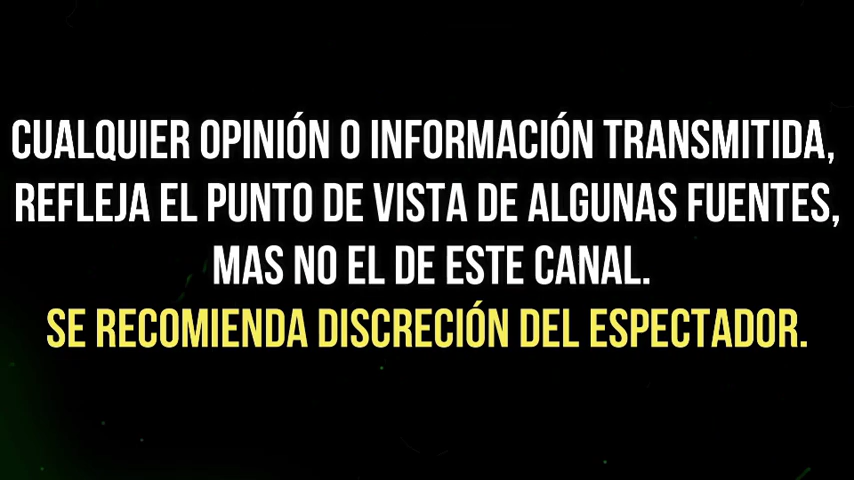 CUALQUIER OPINIÓN O INFORMACIÓN TRANSMITIDA,
REFLEJA EL PUNTO DE VISTA DE ALGUNAS FUENTES,
MAS NO EL DE ESTE CANAL.
SE RECOMIENDA DISCRECIÓN DEL ESPECTADOR.